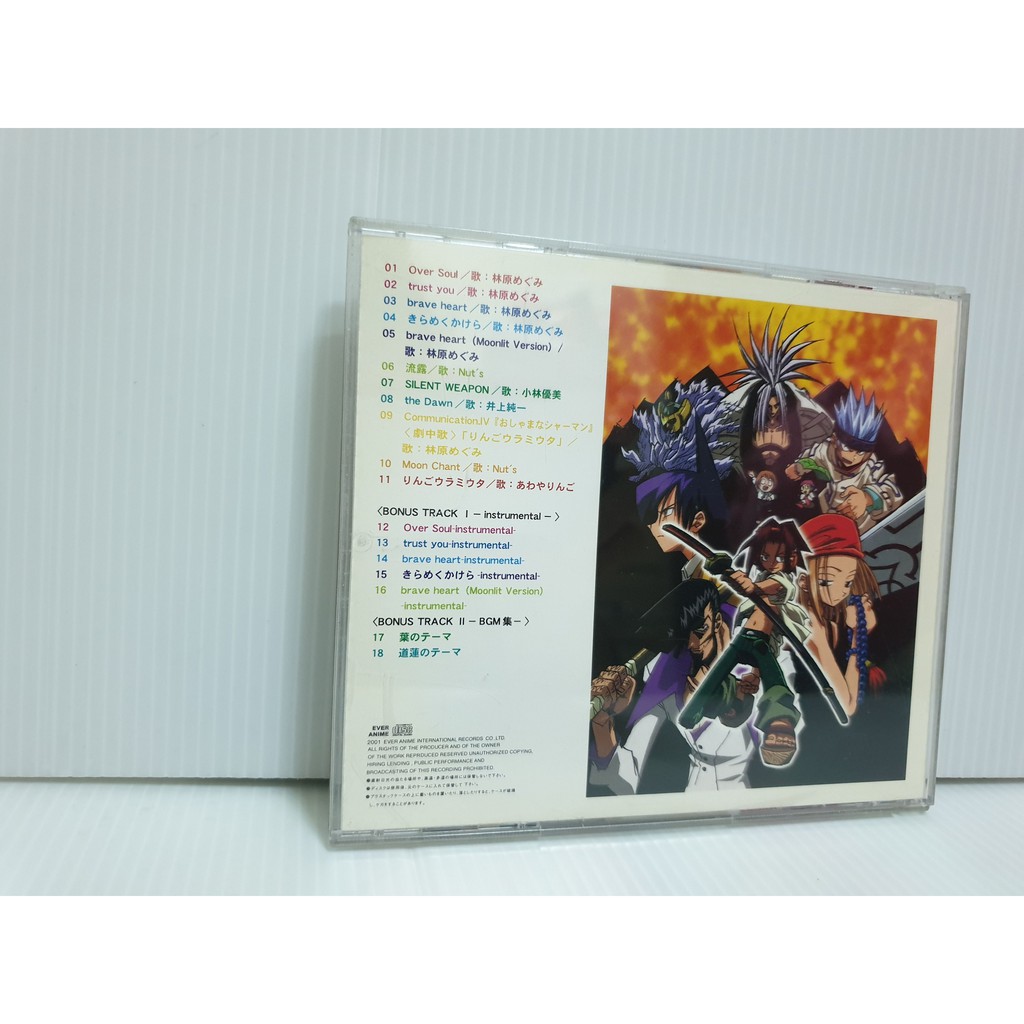 01 Over Soul／歌：林原めぐみ
02 trust you／歌：林原めぐみ
03 brave heart／歌：林原めぐみ
04 きらめくかけら／歌：林原めぐみ
05 brave heart（Moonlit Version）/
歌：林原めぐみ
06 流露／歌：Nut´s
07 SILENT WEAPON／歌：小林優美
08 the Dawn／歌：井上純一
09 Communication.IV『おしゃまなシャーマン』
〈劇中歌〉「りんごウラミウタ」／
歌：林原めぐみ
10 Moon Chant／歌：Nut´s
11 りんごウラミウタ／歌：あわやりんご
〈BONUS TRACK Ⅰ－instrumental－〉
12 Over Soul-instrumental-
13 trust you-instrumental-
14 brave heart-instrumental-
15 きらめくかけら-instrumental-
16 brave heart（Moonlit Version）
-instrumental-
〈BONUS TRACK Ⅱ－BGM集－〉
17 葉のテーマ
18 道蓮のテーマ
EVER
ANIME
2001 EVER ANIME INTERNATIONAL RECORDS CO.,LTD.
ALL RIGHTS OF THE PRODUCER AND OF THE OWNER
OF THE WORK REPRDUCED RESERVED UNAUTHORIZED COPYING,
HIRING LENDING , PUBLIC PERFORMANCE AND
BROADCASTING OF THIS RECORDING PROHIBITED.